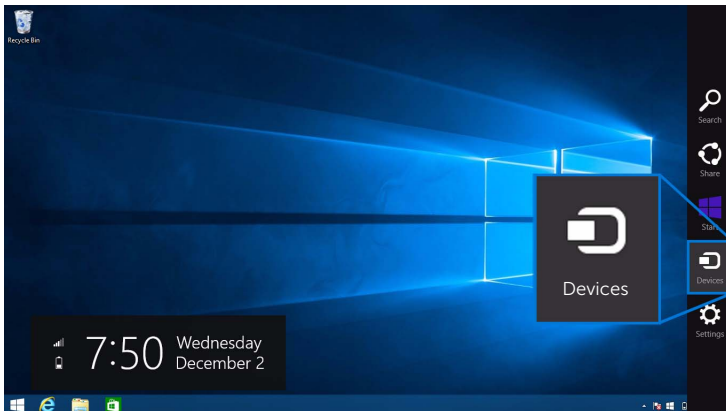 Recycle Bin
Search
Share
Start
Devices
Devices
Settings
7:50
Wednesday
December 2